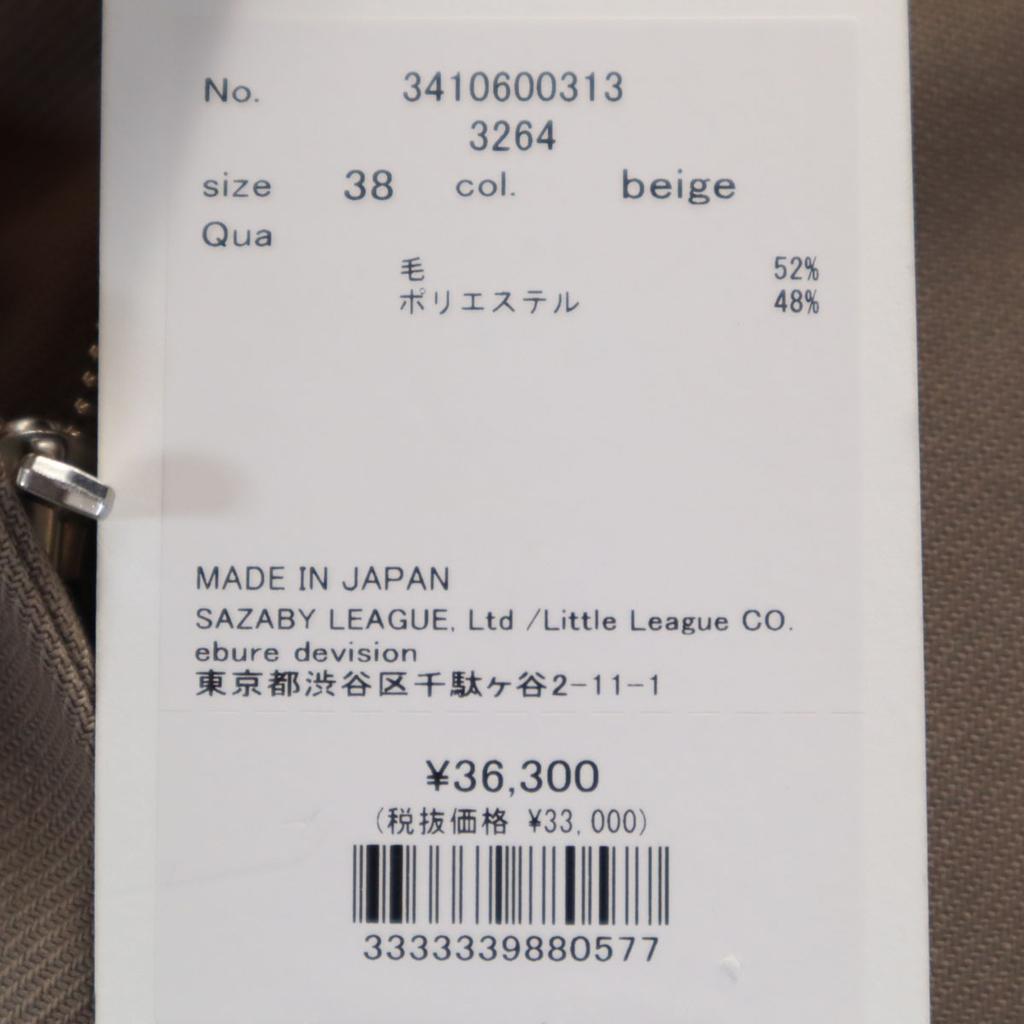 No. 3410600313
3264
size 38 col. beige
Qua
毛 52%
ポリエステル 48%
MADE IN JAPAN
SAZABY LEAGUE, Ltd /Little League CO.
ebure devision
東京都渋谷区千駄ヶ谷2-11-1
¥36,300
(税抜価格 ¥33,000)
3333339880577